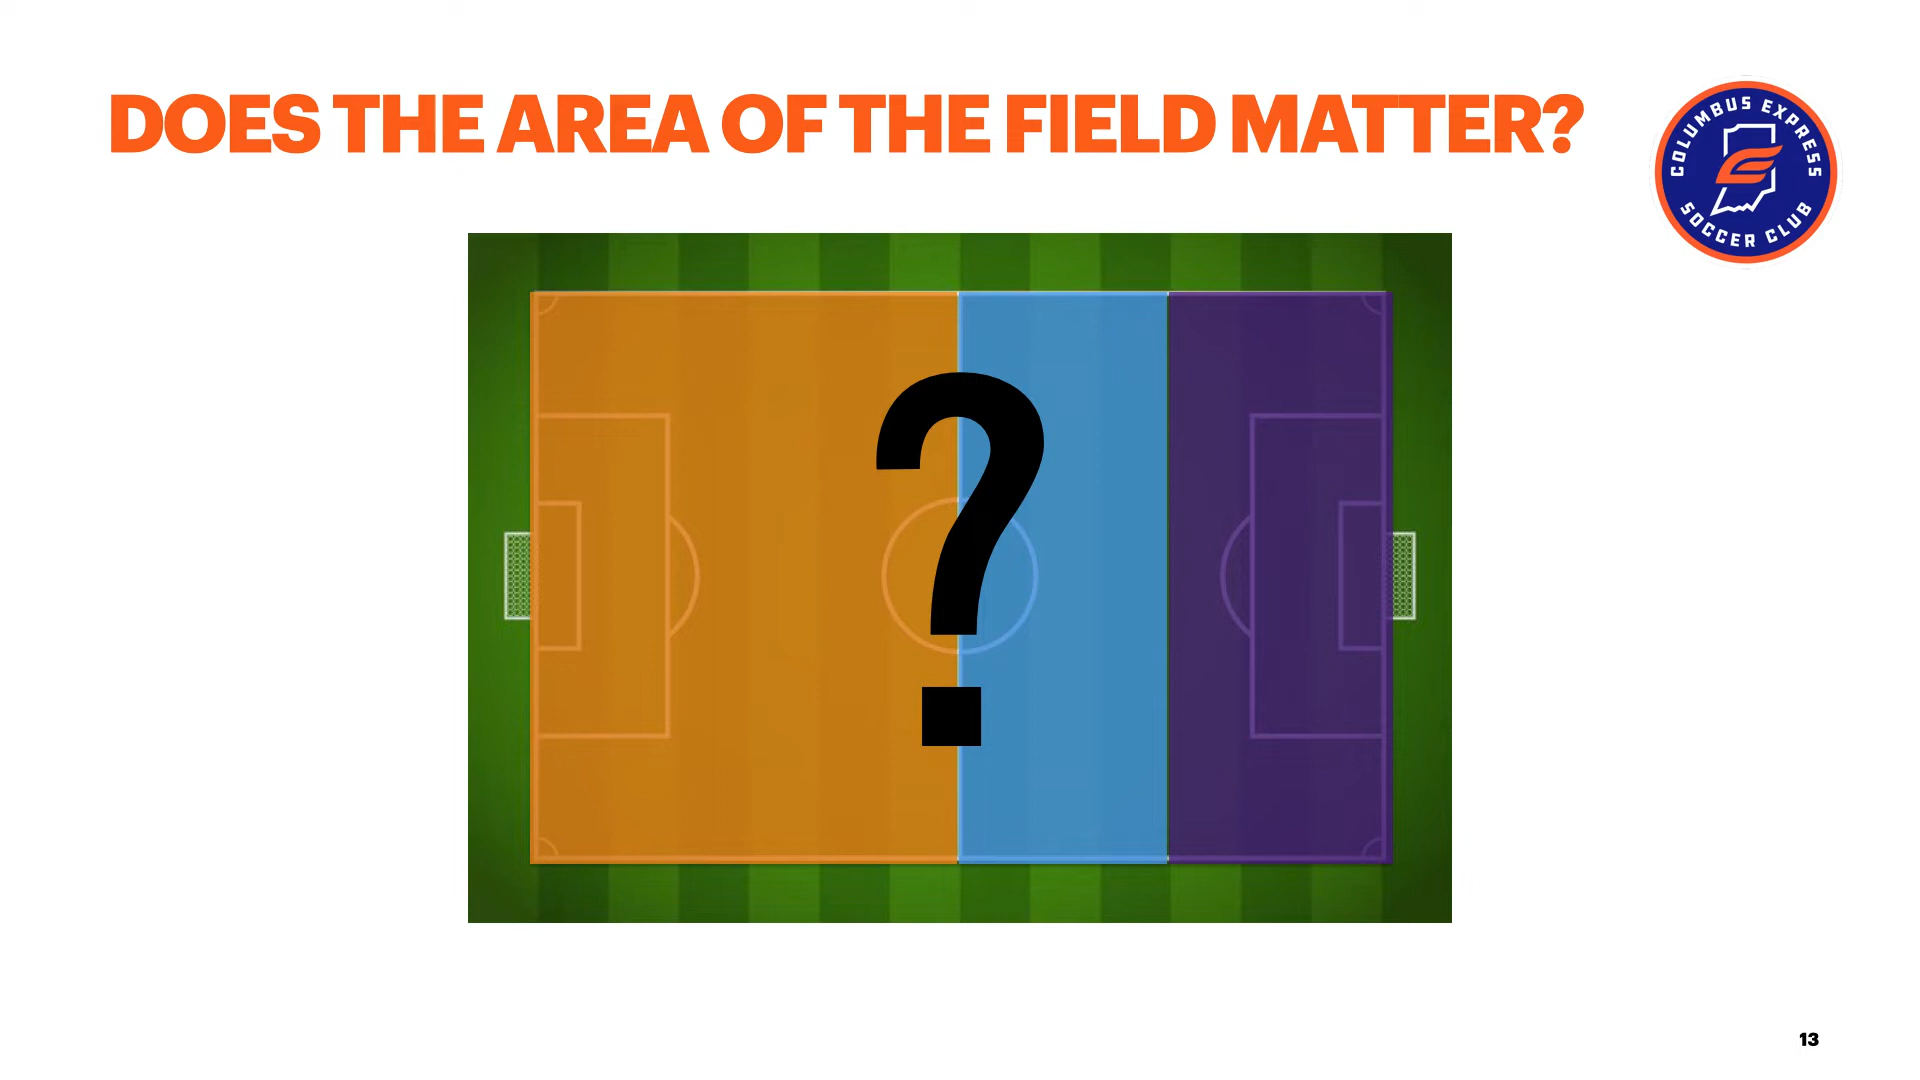 DOES THE AREA OF THE FIELD MATTER?
COLUMBUS EXPRESS
SOCCER CLUB
?
13